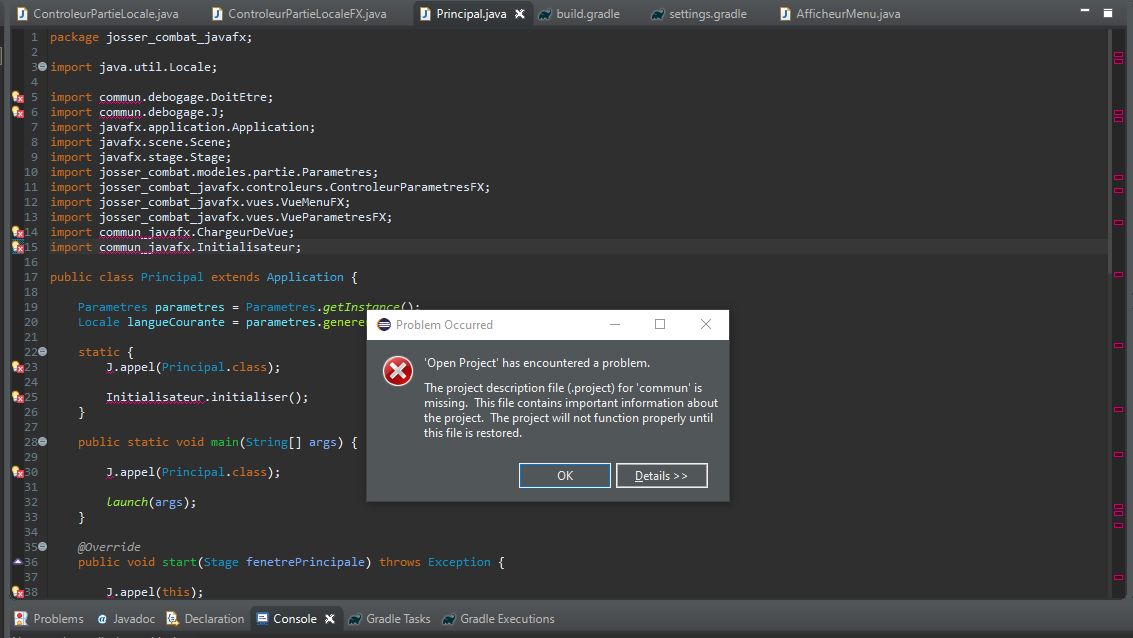 ControleurPartieLocale.java ControleurPartieLocaleFX.java Principal.java build.gradle settings.gradle AfficheurMenu.java
1 package josser_combat_javafx;
2
3 import java.util.Locale;
4
5 import commun.debogage.DoitEtre;
6 import commun.debogage.J;
7 import javafx.application.Application;
8 import javafx.scene.Scene;
9 import javafx.stage.Stage;
10 import josser_combat.modeles.partie.Parametres;
11 import josser_combat_javafx.controleurs.ControleurParametresFX;
12 import josser_combat_javafx.vues.VueMenuFX;
13 import josser_combat_javafx.vues.VueParametresFX;
14 import commun_javafx.ChargeurDeVue;
15 import commun_javafx.Initialisateur;
16
17 public class Principal extends Application {
18
19 Parametres parametres = Parametres.getInstance();
20 Locale langueCourante = parametres.genere
21
22 static {
23 J.appel(Principal.class);
24
25 Initialisateur.initialiser();
26 }
27
28 public static void main(String[] args) {
29
30 J.appel(Principal.class);
31
32 launch(args);
33 }
34
35 @Override
36 public void start(Stage fenetrePrincipale) throws Exception {
37
38 J.appel(this);
Problem Occurred
'Open Project' has encountered a problem.
The project description file (.project) for 'commun' is
missing. This file contains important information about
the project. The project will not function properly until
this file is restored.
OK Details >>
Problems Javadoc Declaration Console Gradle Tasks Gradle Executions